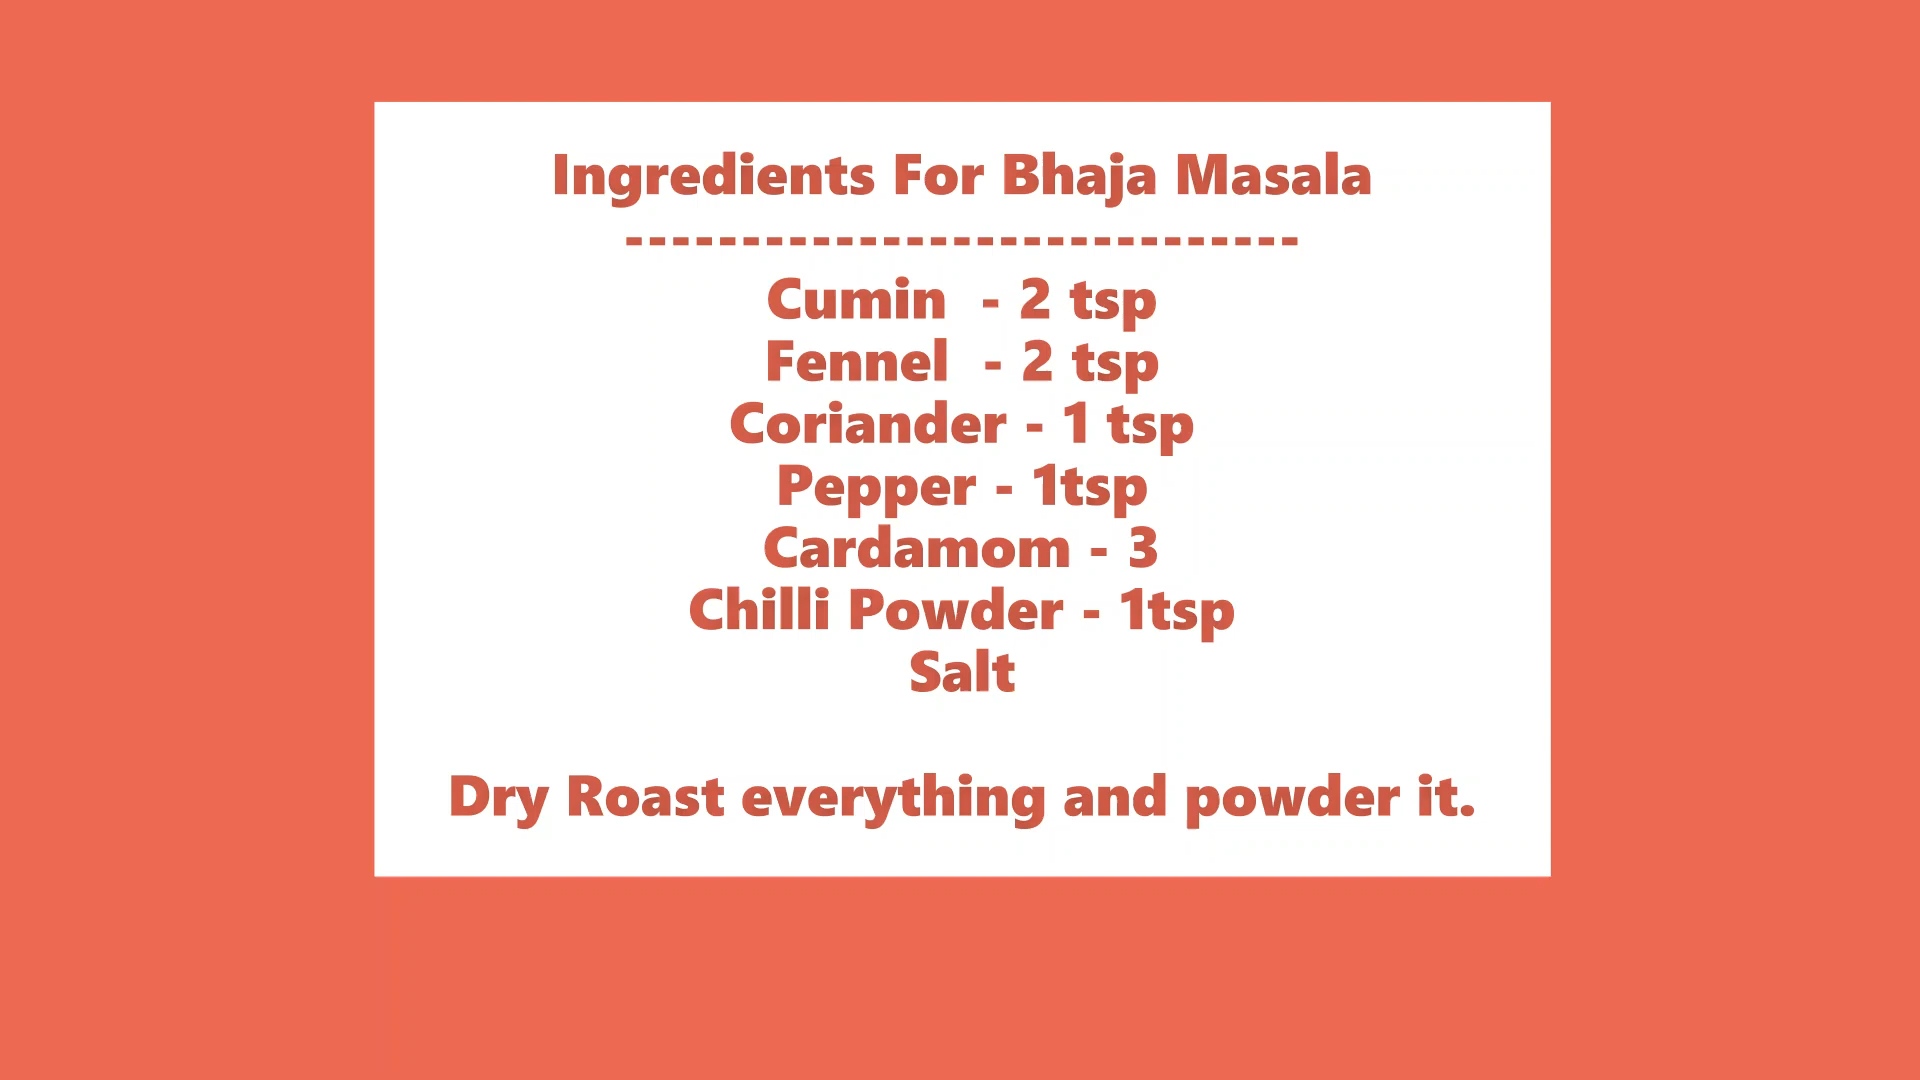 Ingredients For Bhaja Masala
-----------------------------
Cumin  - 2 tsp
Fennel  - 2 tsp
Coriander - 1 tsp
Pepper - 1tsp
Cardamom - 3
Chilli Powder - 1tsp
Salt
Dry Roast everything and powder it.